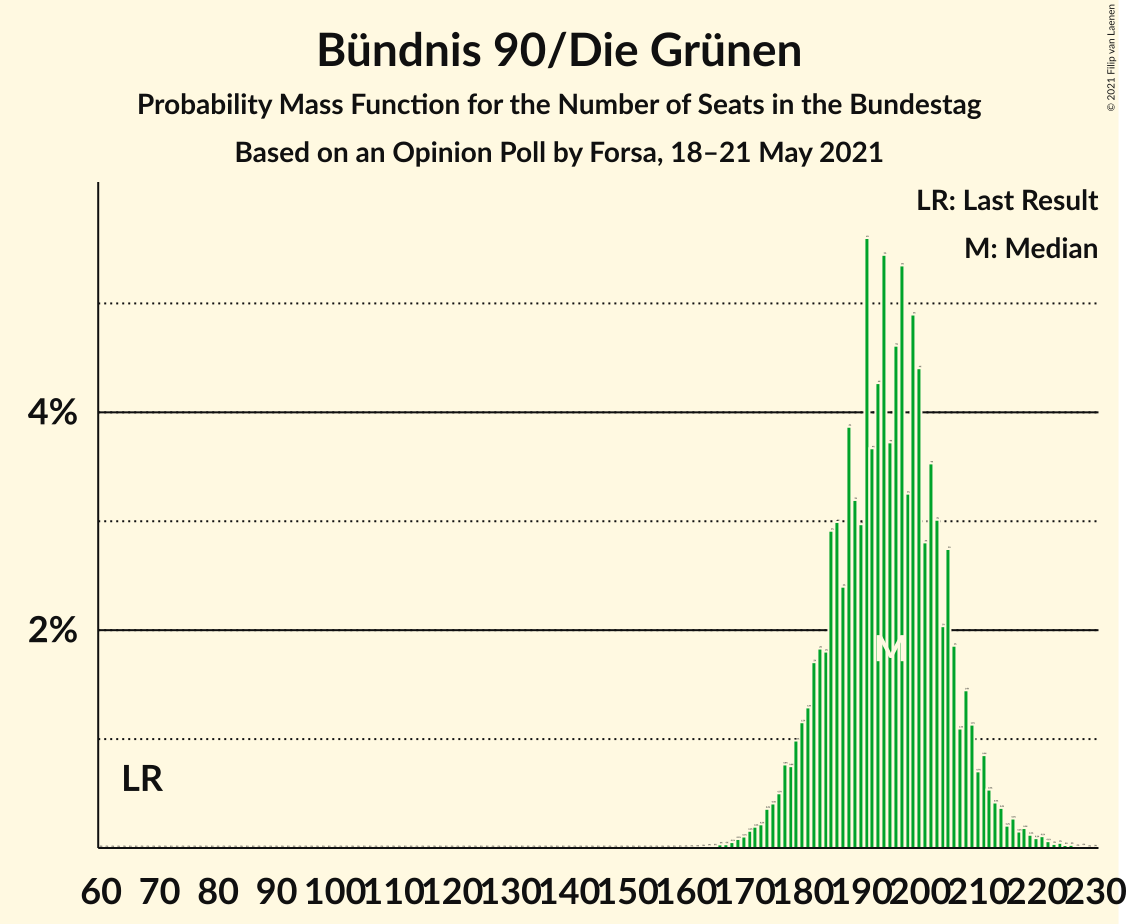 Bündnis 90/Die Grünen
Probability Mass Function for the Number of Seats in the Bundestag
Based on an Opinion Poll by Forsa, 18–21 May 2021
© 2021 Filip van Laenen
LR: Last Result
M: Median
4%
2%
M
LR
60 70 80 90 100 110 120 130 140 150 160 170 180 190 200 210 220 230